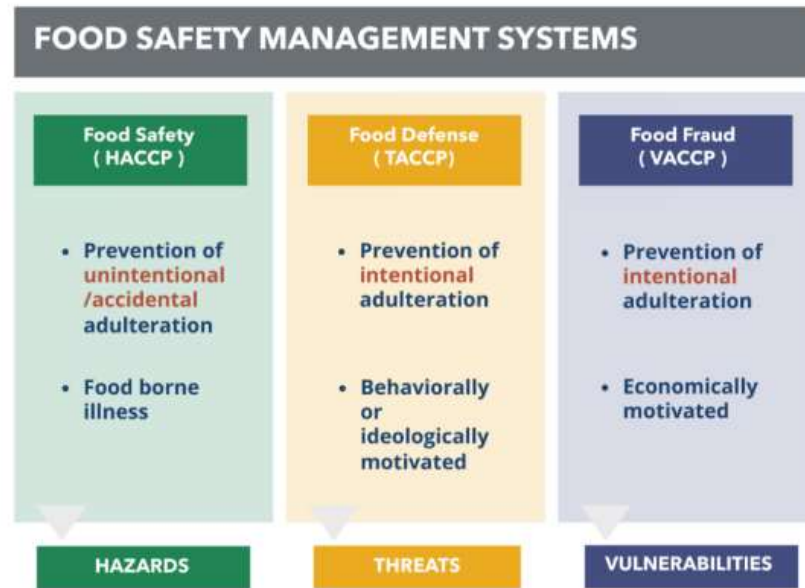 FOOD SAFETY MANAGEMENT SYSTEMS
Food Safety
( HACCP )
• Prevention of
unintentional
/accidental
adulteration
• Food borne
illness
HAZARDS
Food Defense
( TACCP)
• Prevention of
intentional
adulteration
• Behaviorally
or
ideologically
motivated
THREATS
Food Fraud
( VACCP )
• Prevention of
intentional
adulteration
• Economically
motivated
VULNERABILITIES